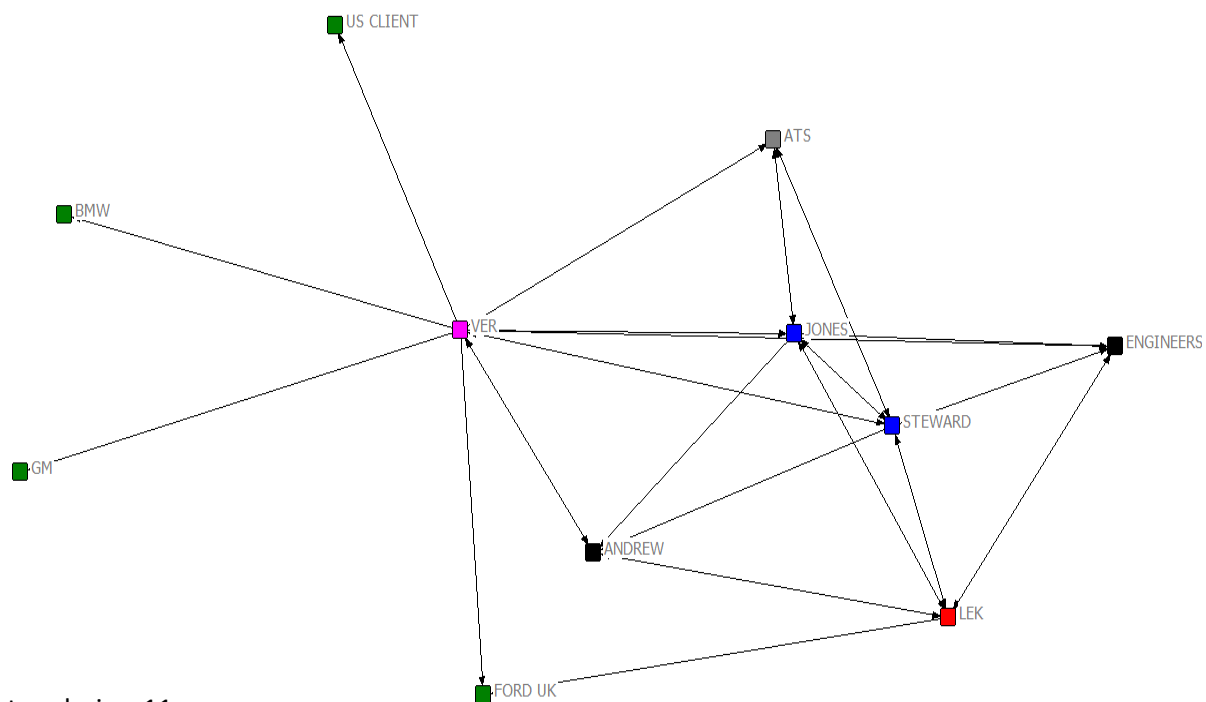 US CLIENT
ATS
BMW
VER
JONES
ENGINEERS
STEWARD
GM
ANDREW
LEK
FORD UK